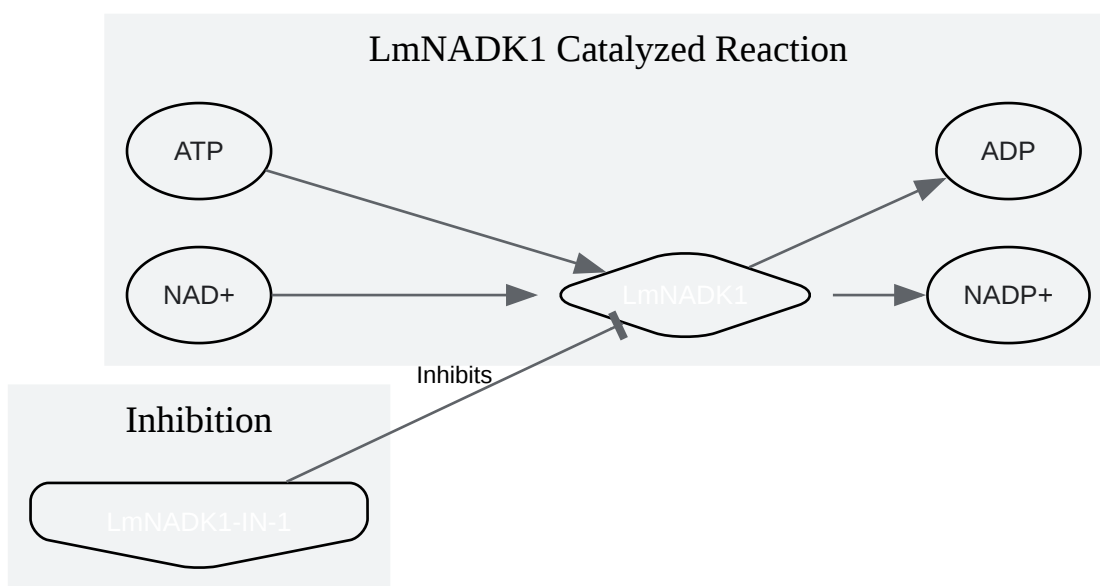 LmNADK1 Catalyzed Reaction
ATP
ADP
NAD+
LmNADK1
NADP+
Inhibits
Inhibition
LmNADK1-IN-1